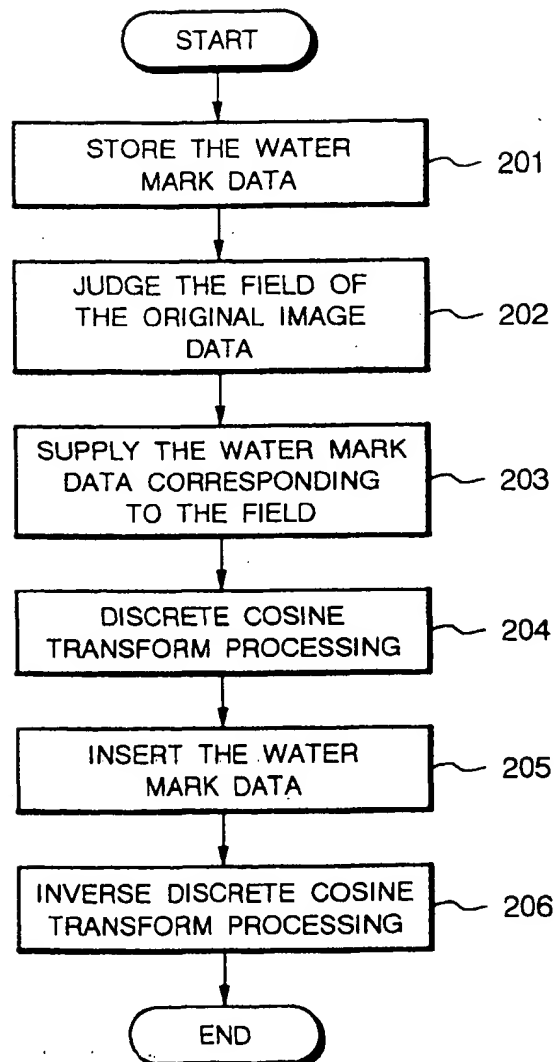 START
STORE THE WATER
MARK DATA
201
JUDGE THE FIELD OF
THE ORIGINAL IMAGE
DATA
202
SUPPLY THE WATER MARK
DATA CORRESPONDING
TO THE FIELD
203
DISCRETE COSINE
TRANSFORM PROCESSING
204
INSERT THE WATER
MARK DATA
205
INVERSE DISCRETE COSINE
TRANSFORM PROCESSING
206
END